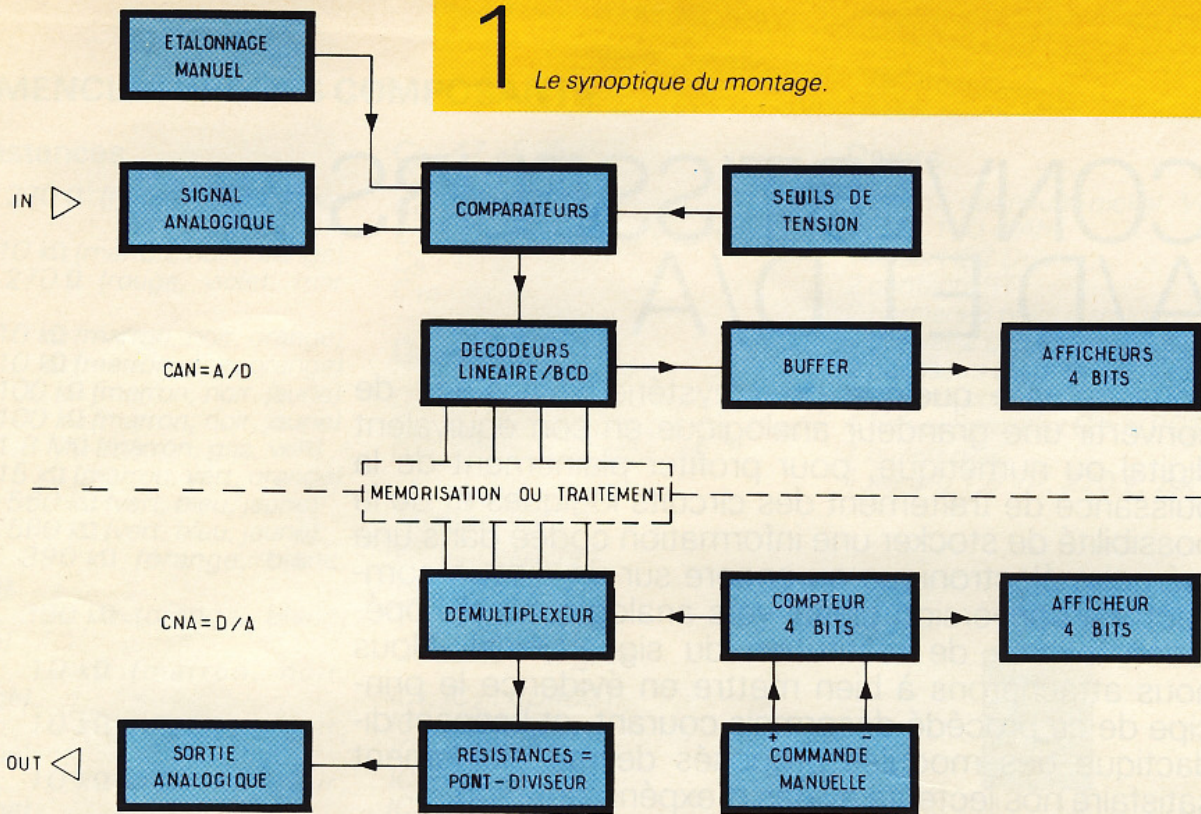 1
Le synoptique du montage.
ETALONNAGE
MANUEL
IN
SIGNAL
ANALOGIQUE
COMPARATEURS
SEUILS DE
TENSION
CAN=A/D
DECODEURS
LINEAIRE/BCD
BUFFER
AFFICHEURS
4 BITS
MEMORISATION OU TRAITEMENT
CNA=D/A
DEMULTIPLEXEUR
COMPTEUR
4 BITS
AFFICHEUR
4 BITS
OUT
SORTIE
ANALOGIQUE
RESISTANCES =
PONT-DIVISEUR
+ -
COMMANDE
MANUELLE